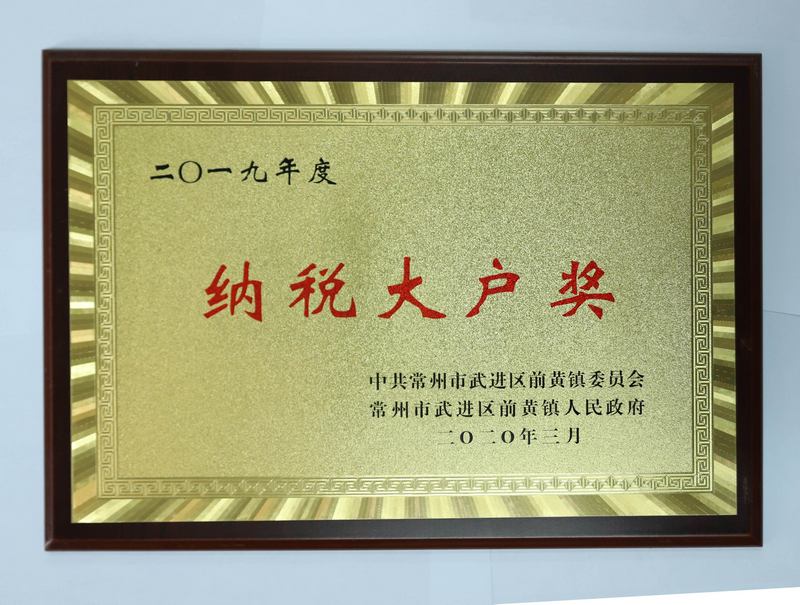 二〇一九年度
纳税大户奖
中共常州市武进区前黄镇委员会
常州市武进区前黄镇人民政府
二〇二〇年三月